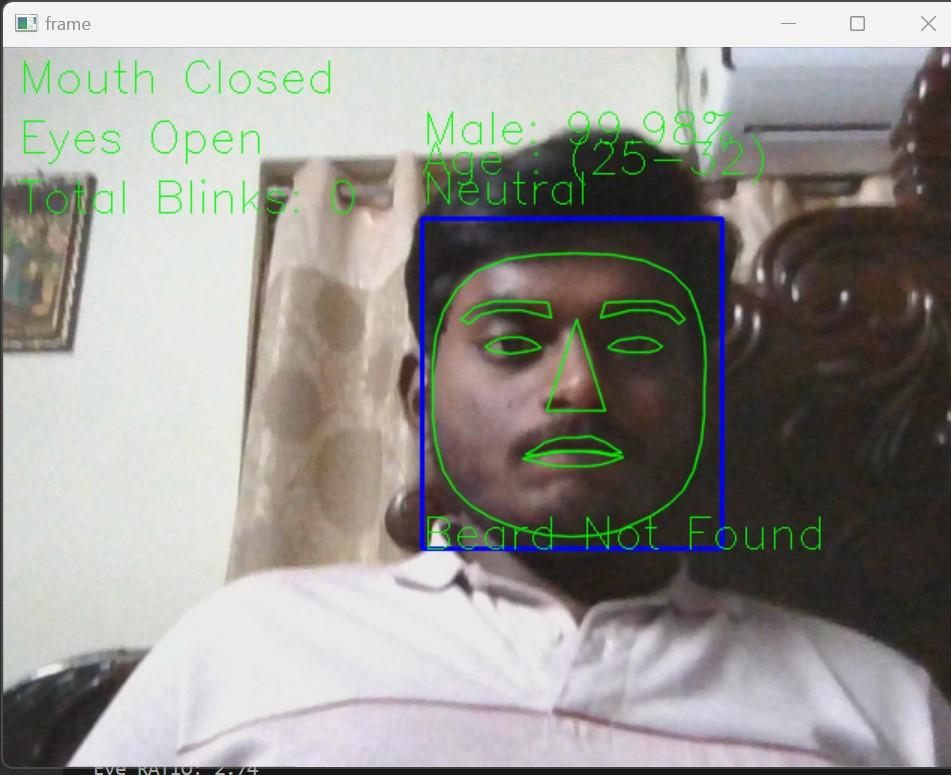 frame
Mouth Closed
Eyes Open
Total Blinks: 0
Male: 99.98%
Age : (25-32)
Neutral
Beard Not Found
Eye RATIO: 2.74